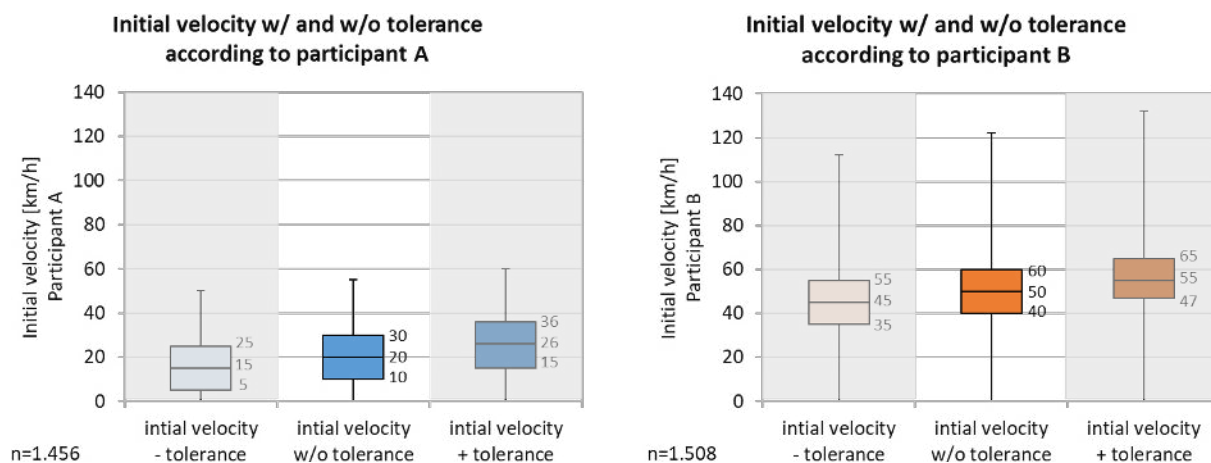 Initial velocity w/ and w/o tolerance
according to participant A
Initial velocity [km/h]
Participant A
140
120
100
80
60
40
20
0
25
15
5
30
20
10
36
26
15
intial velocity
- tolerance
intial velocity
w/o tolerance
intial velocity
+ tolerance
n=1.456
Initial velocity w/ and w/o tolerance
according to participant B
Initial velocity [km/h]
Participant B
140
120
100
80
60
40
20
0
55
45
35
60
50
40
65
55
47
intial velocity
- tolerance
intial velocity
w/o tolerance
intial velocity
+ tolerance
n=1.508